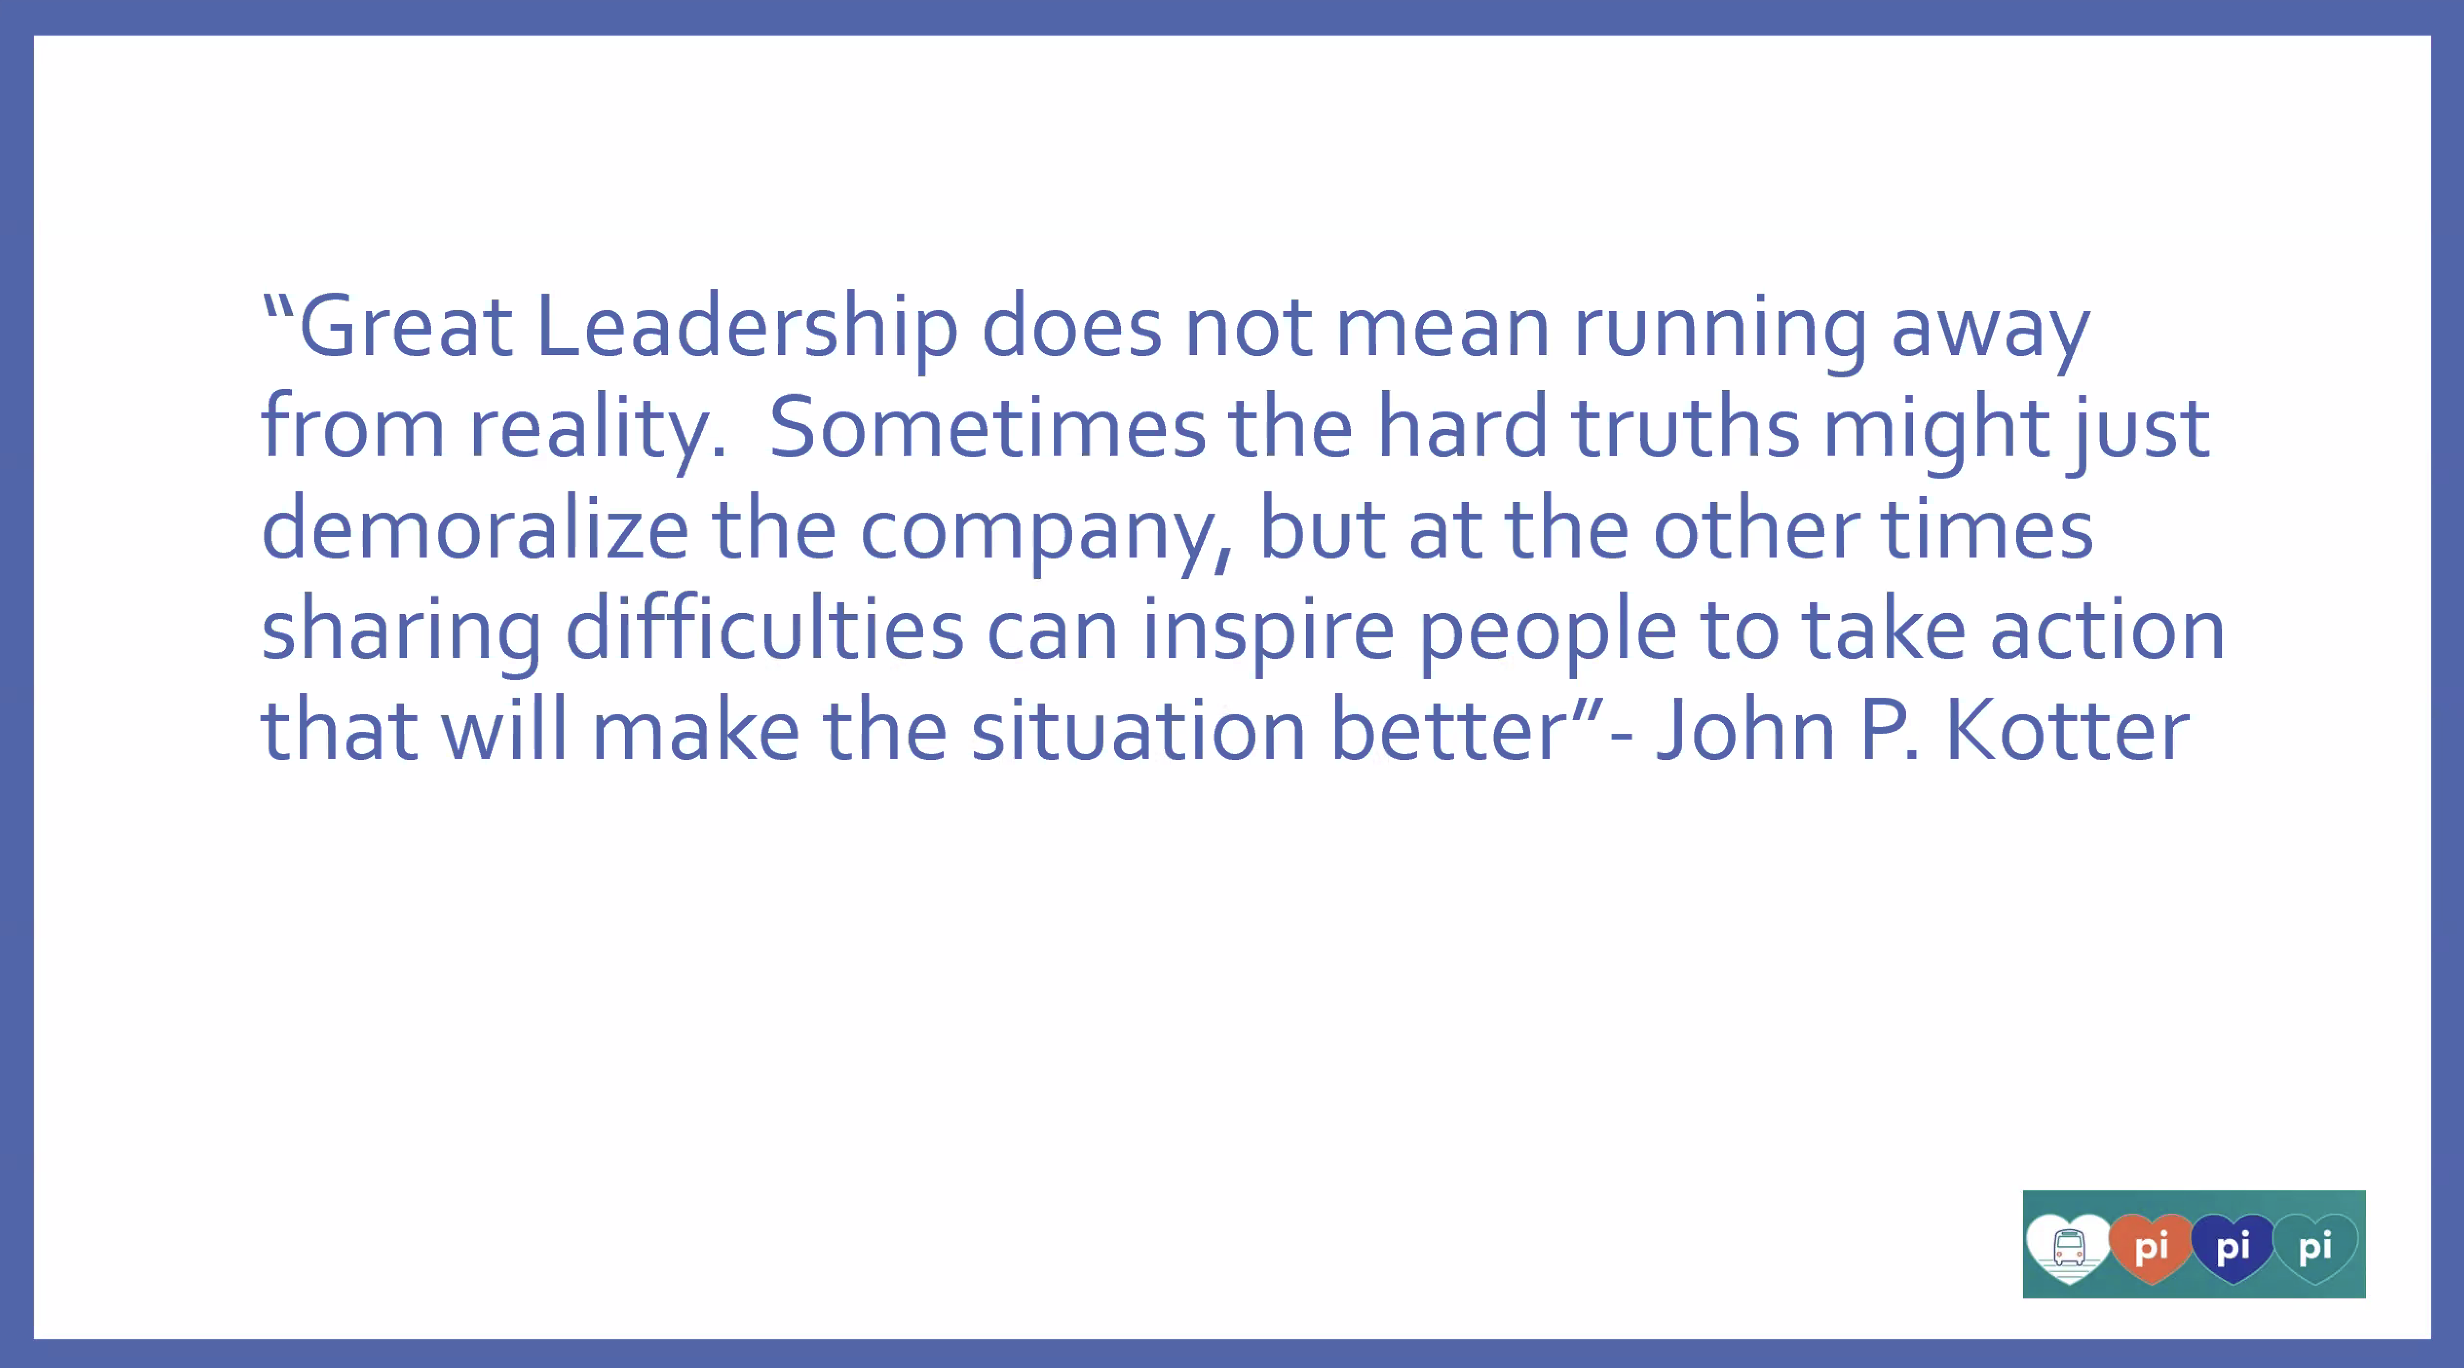 “Great Leadership does not mean running away
from reality.  Sometimes the hard truths might just
demoralize the company, but at the other times
sharing difficulties can inspire people to take action
that will make the situation better”- John P. Kotter
pi pi pi